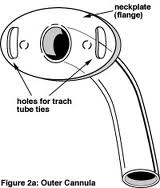 neckplate
(flange)
holes for trach
tube ties
Figure 2a: Outer Cannula